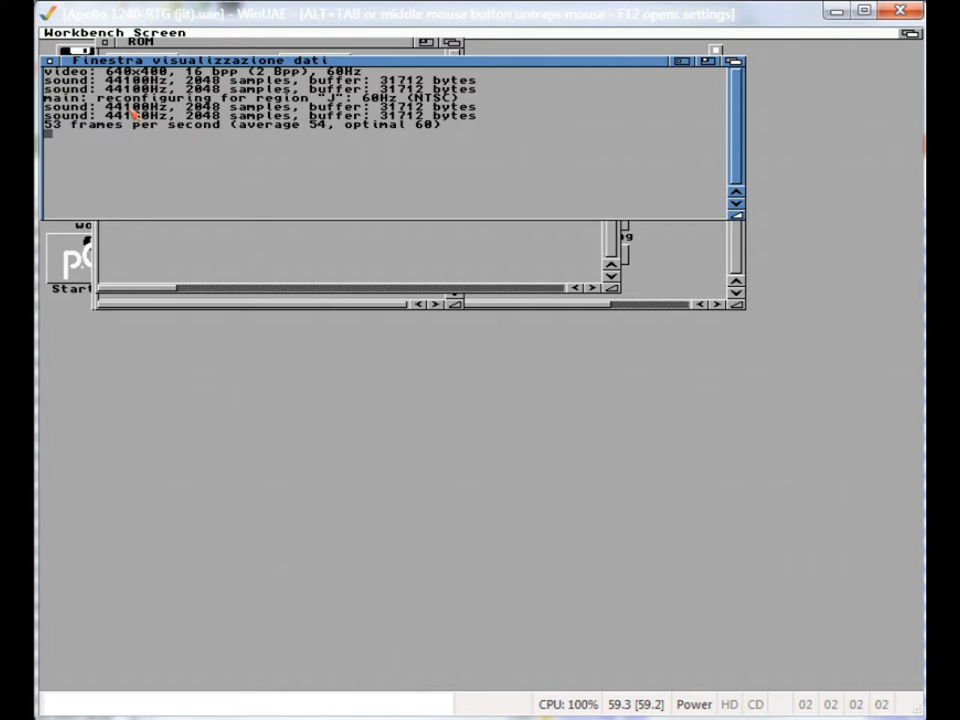 [Apollo 1240 RTG (jit).uae] - WinUAE - [ALT+TAB or middle mouse button untraps mouse - F12 opens settings]
Workbench Screen
ROM
Finestra visualizzazione dati
video: 640x400, 16 bpp (2 Bpp), 60Hz
sound: 44100Hz, 2048 samples, buffer: 31712 bytes
sound: 44100Hz, 2048 samples, buffer: 31712 bytes
main: reconfiguring for region "J": 60Hz (NTSC)
sound: 44100Hz, 2048 samples, buffer: 31712 bytes
sound: 44100Hz, 2048 samples, buffer: 31712 bytes
53 frames per second (average 54, optimal 60)
Start
CPU: 100% 59.3 [59.2] Power HD CD 02 02 02 02